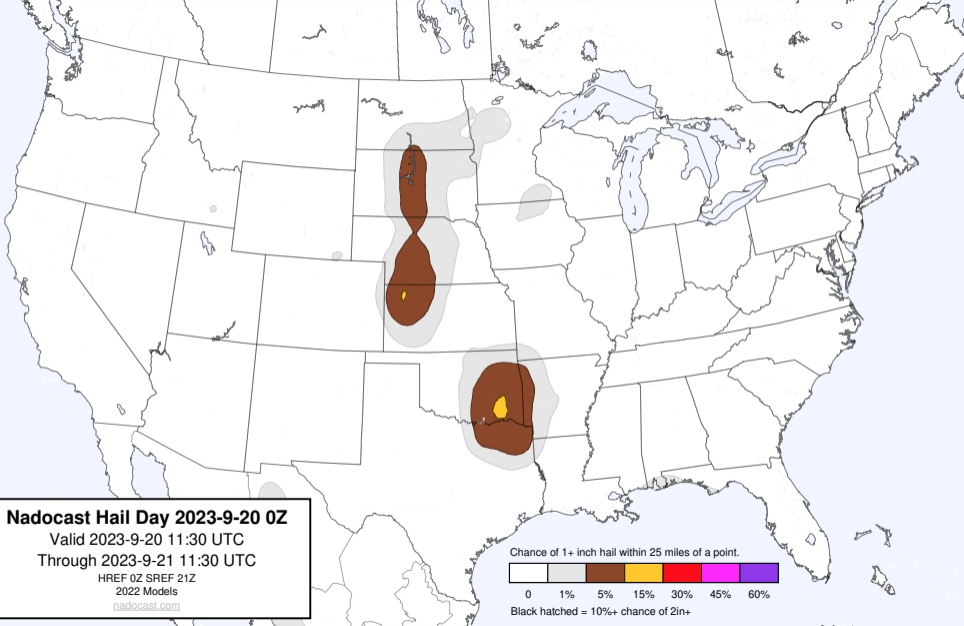 Nadocast Hail Day 2023-9-20 0Z
Valid 2023-9-20 11:30 UTC
Through 2023-9-21 11:30 UTC
HREF 0Z SREF 21Z
2022 Models
nadocast.com
Chance of 1+ inch hail within 25 miles of a point.
0 1% 5% 15% 30% 45% 60%
Black hatched = 10%+ chance of 2in+